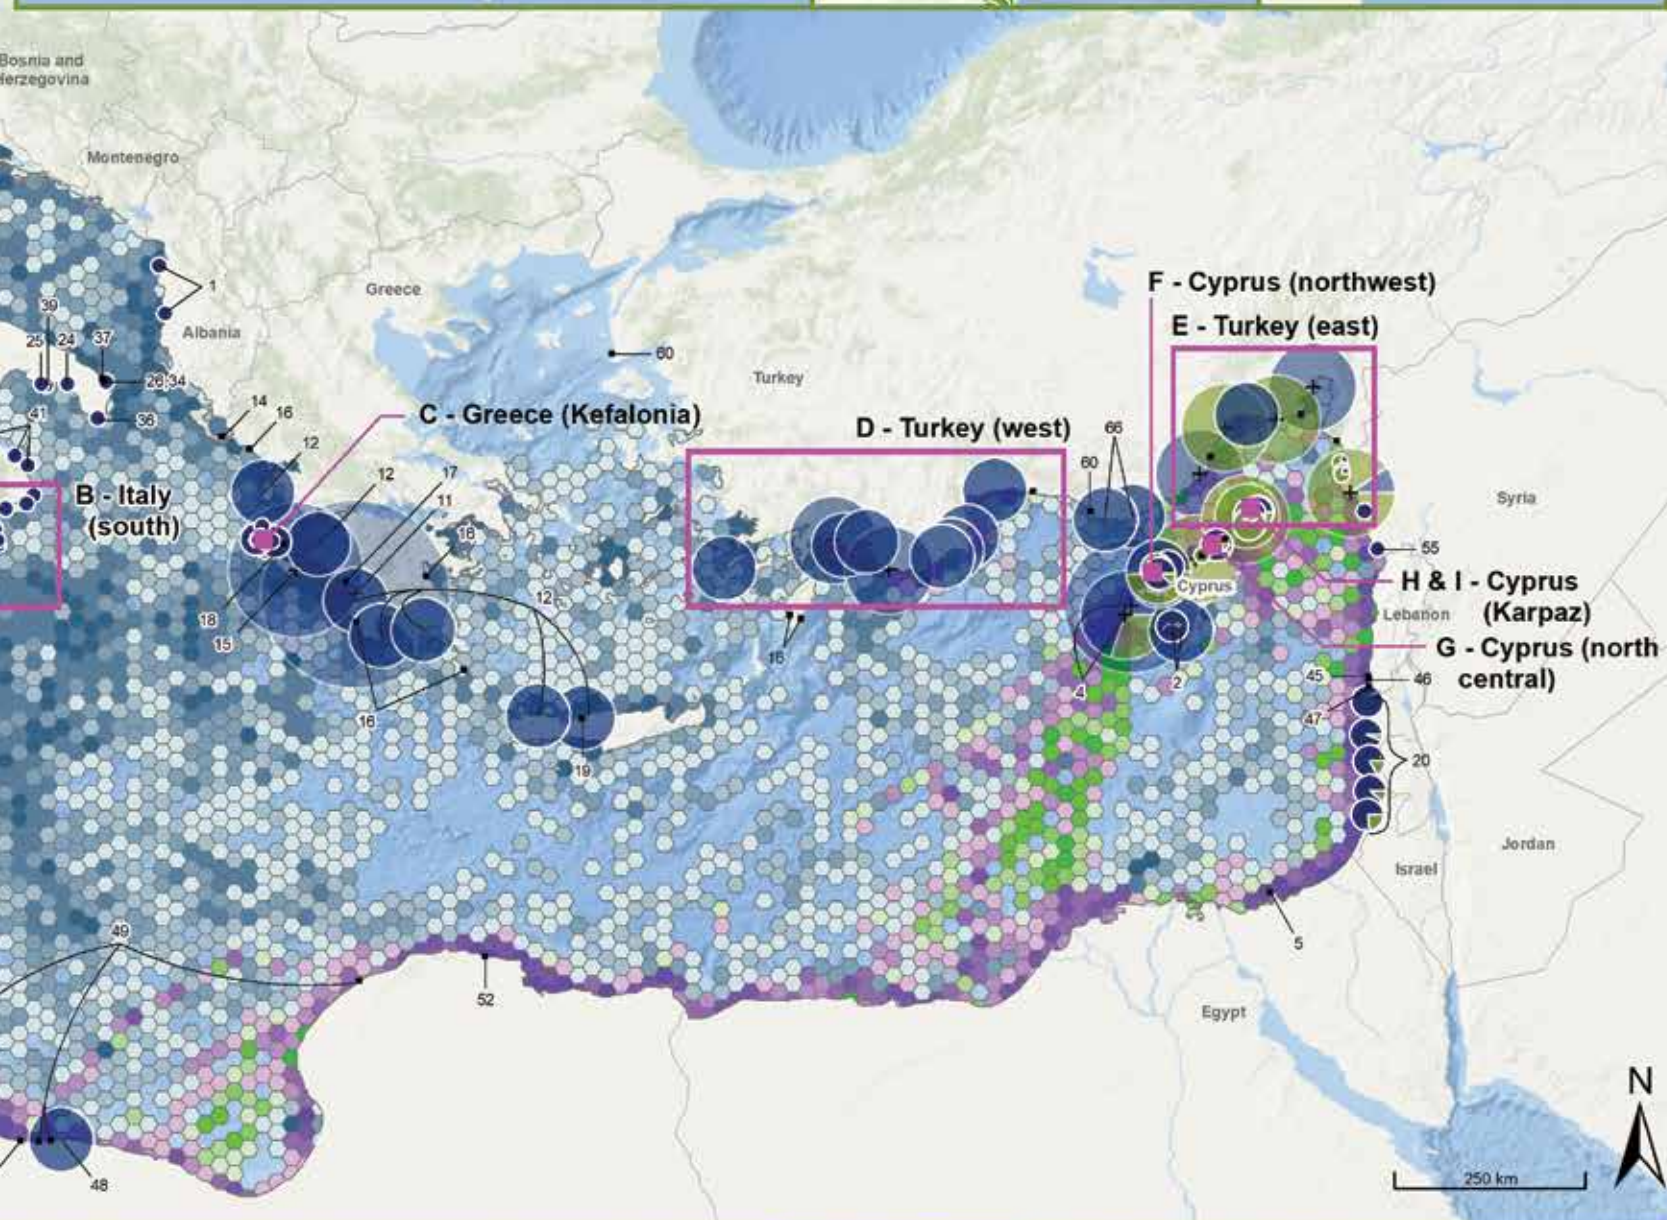 Bosnia and
Herzegovina
Montenegro
Greece
Albania
Turkey
1
39
25
24
37
26;34
36
41
14
16
12
60
C - Greece (Kefalonia)
12
17
11
18
B - Italy
(south)
18
15
16
12
19
D - Turkey (west)
16
F - Cyprus (northwest)
E - Turkey (east)
66
60
Syria
55
Cyprus
H & I - Cyprus
(Karpaz)
Lebanon
G - Cyprus (north
central)
4
2
45
46
47
20
Jordan
Israel
5
49
52
48
Egypt
N
250 km